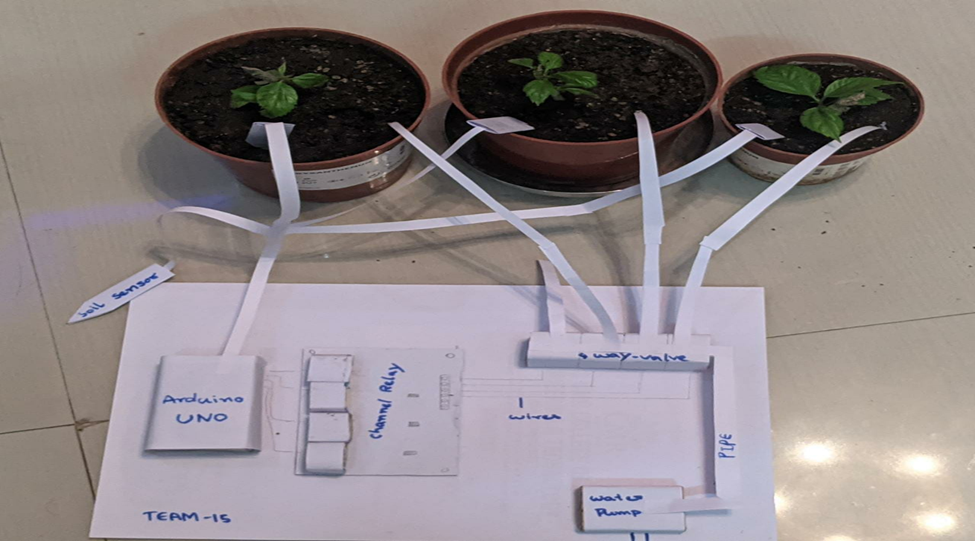 Soil Sensor
Arduino
UNO
Channel Relay
wires
way-valve
PIPE
Water
Pump
TEAM-15